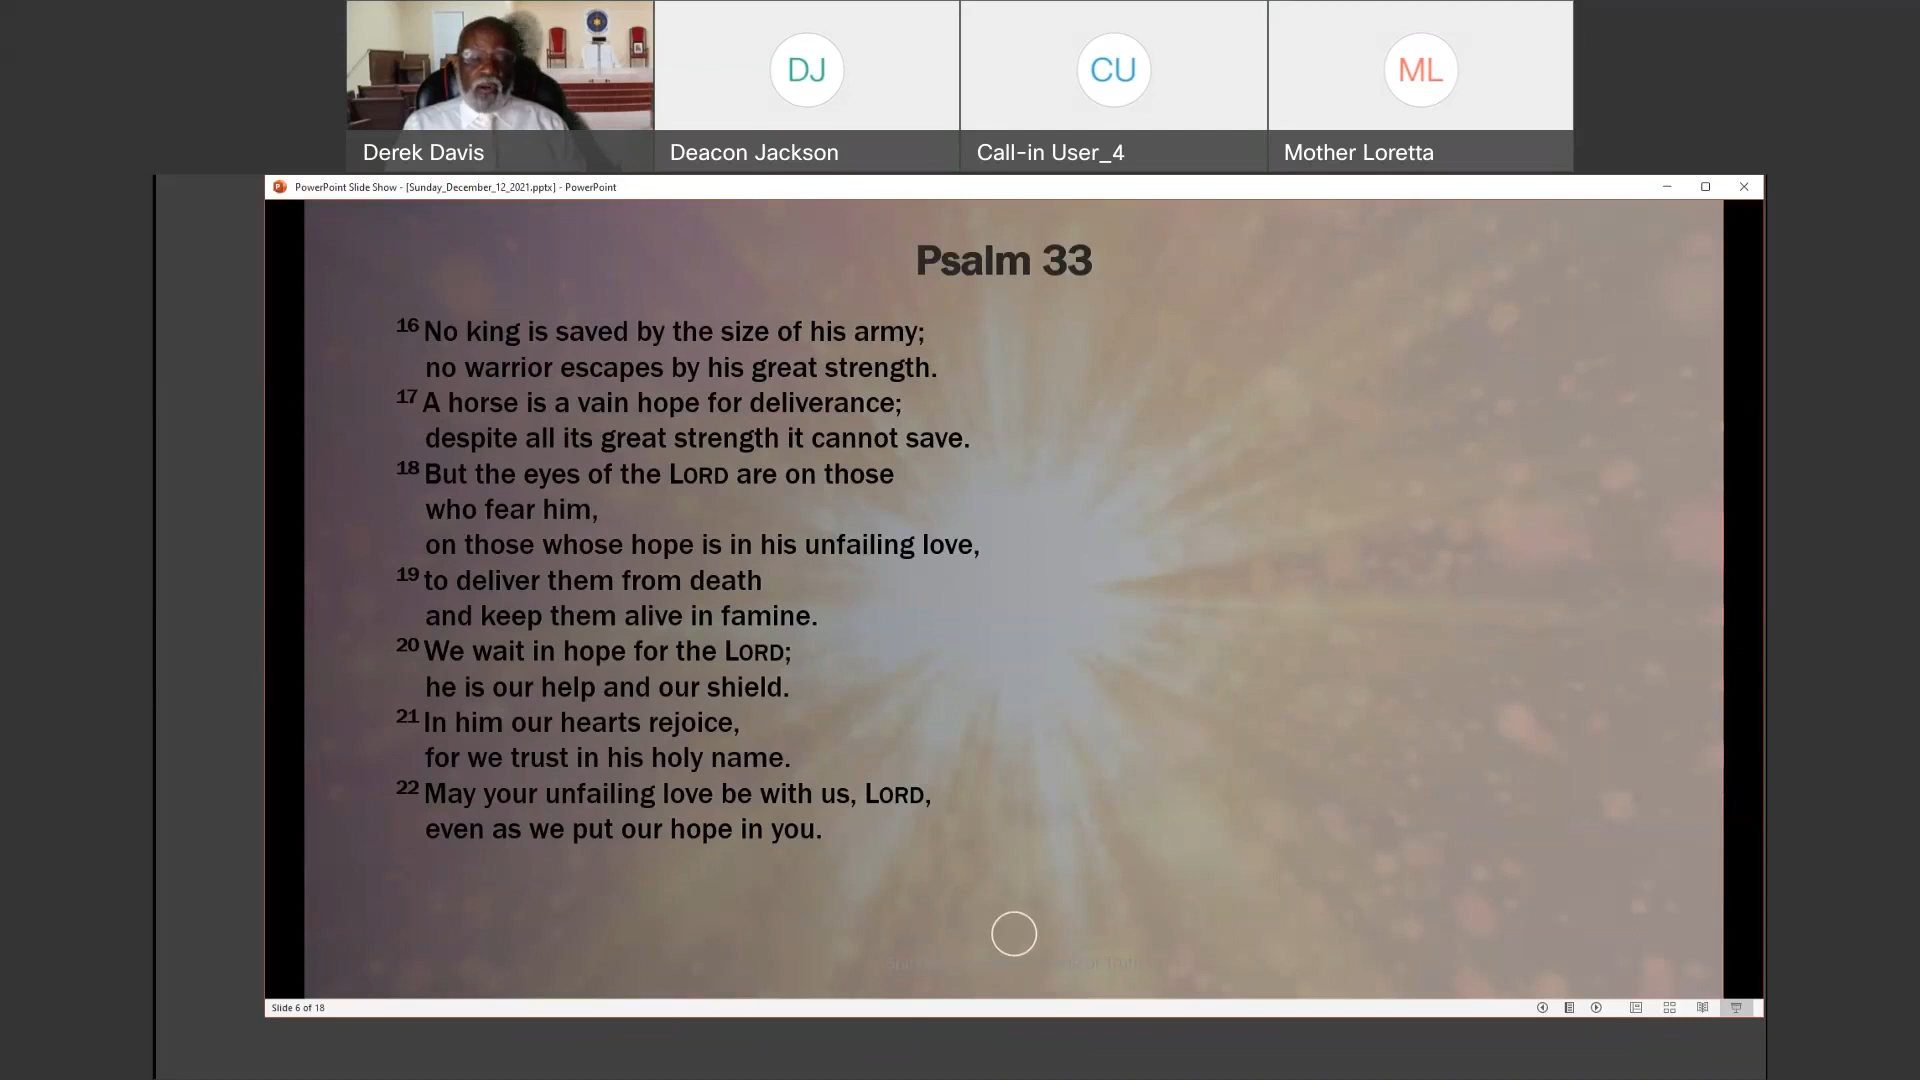 DJ
CU
ML
Derek Davis
Deacon Jackson
Call-in User_4
Mother Loretta
PowerPoint Slide Show - [Sunday_December_12_2021.pptx] - PowerPoint
Psalm 33
16 No king is saved by the size of his army;
no warrior escapes by his great strength.
17 A horse is a vain hope for deliverance;
despite all its great strength it cannot save.
18 But the eyes of the LORD are on those
who fear him,
on those whose hope is in his unfailing love,
19 to deliver them from death
and keep them alive in famine.
20 We wait in hope for the LORD;
he is our help and our shield.
21 In him our hearts rejoice,
for we trust in his holy name.
22 May your unfailing love be with us, LORD,
even as we put our hope in you.
Slide 6 of 18